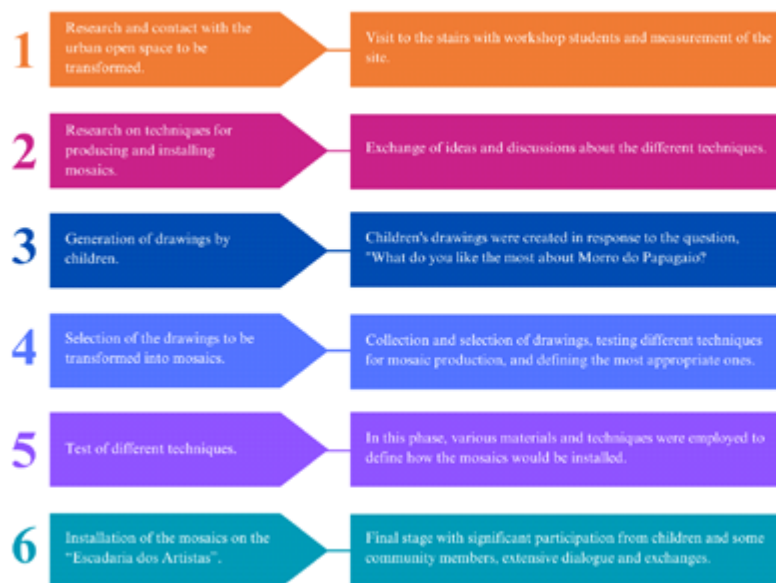 1
Research and contact with the
urban open space to be
transformed.
Visit to the stairs with workshop students and measurement of the
site.
2
Research on techniques for
producing and installing
mosaics.
Exchange of ideas and discussions about the different techniques.
3
Generation of drawings by
children.
Children's drawings were created in response to the question,
"What do you like the most about Morro do Papagaio?
4
Selection of the drawings to be
transformed into mosaics.
Collection and selection of drawings, testing different techniques
for mosaic production, and defining the most appropriate ones.
5
Test of different techniques.
In this phase, various materials and techniques were employed to
define how the mosaics would be installed.
6
Installation of the mosaics on the
"Escadaria dos Artistas".
Final stage with significant participation from children and some
community members, extensive dialogue and exchanges.